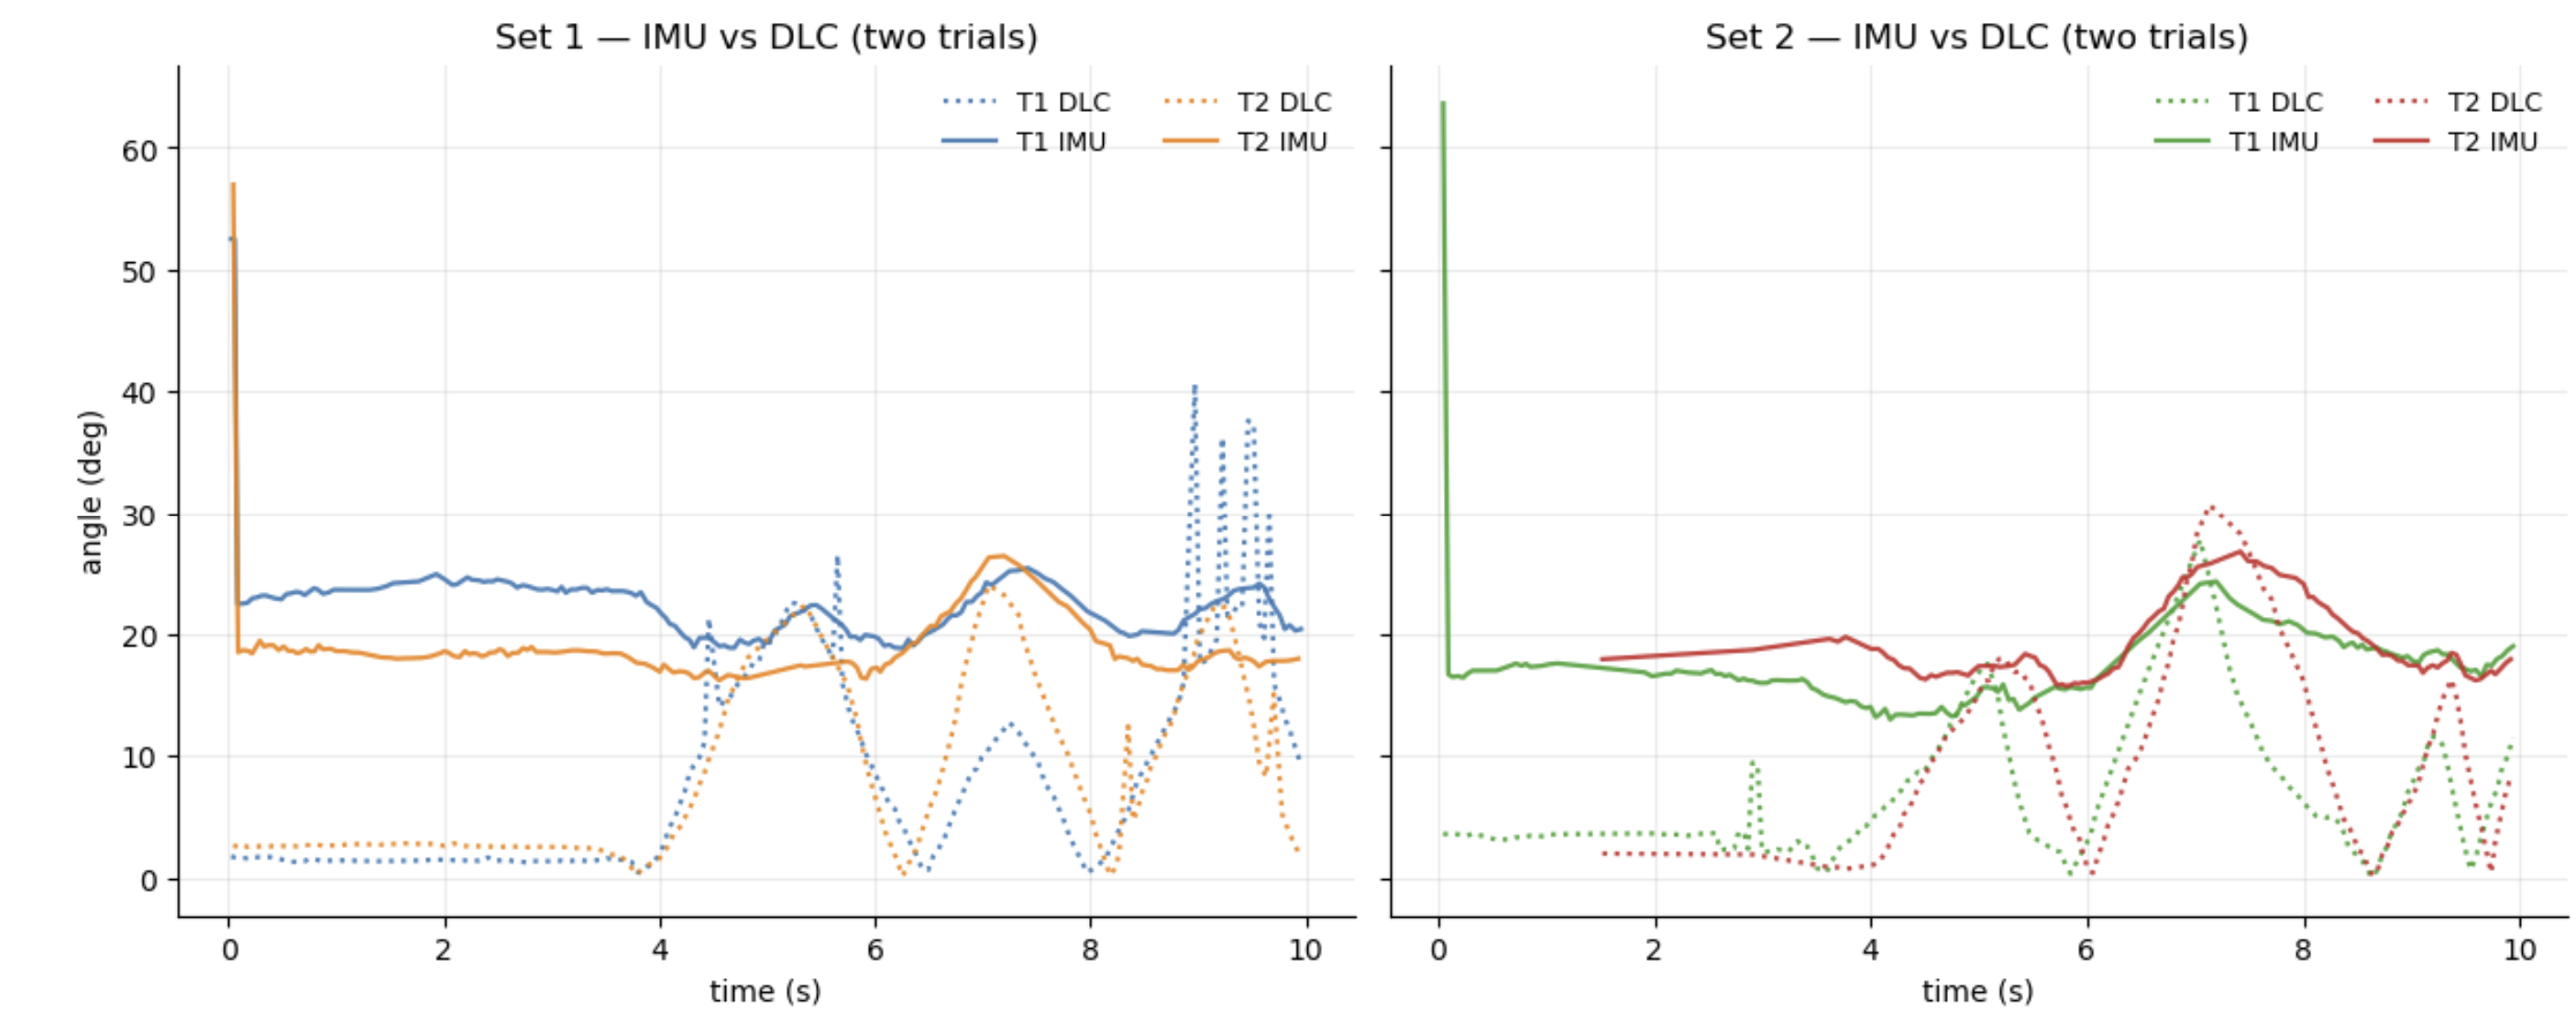 Set 1 — IMU vs DLC (two trials)
T1 DLC
T2 DLC
T1 IMU
T2 IMU
60
50
40
30
20
10
0
angle (deg)
0 2 4 6 8 10
time (s)
Set 2 — IMU vs DLC (two trials)
T1 DLC
T2 DLC
T1 IMU
T2 IMU
0 2 4 6 8 10
time (s)